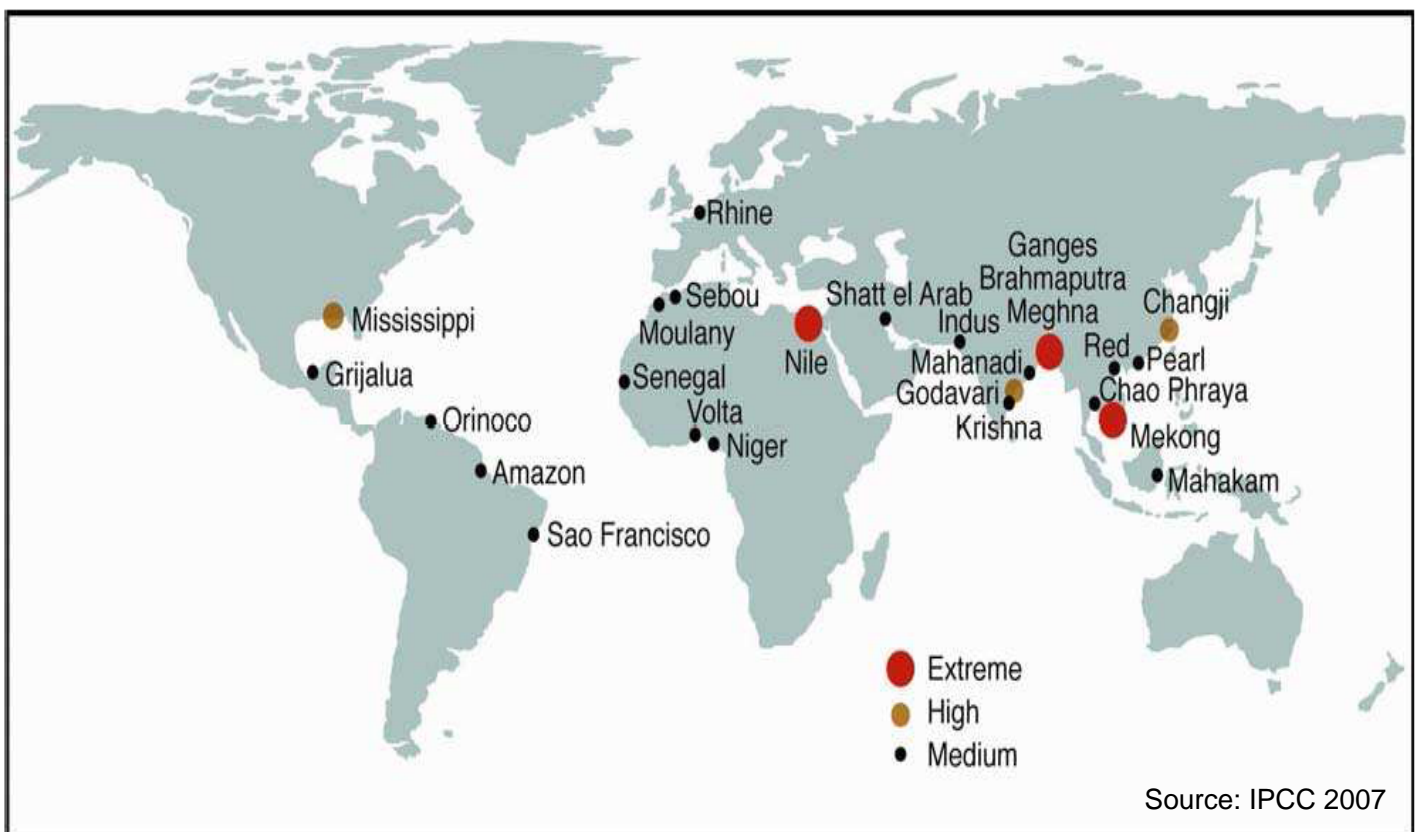 Rhine
Ganges
Brahmaputra
Meghna
Sebou
Moulany
Shatt el Arab
Indus
Changji
Mississippi
Nile
Mahanadi
Red
Pearl
Grijalua
Senegal
Godavari
Chao Phraya
Volta
Krishna
Orinoco
Niger
Mekong
Amazon
Mahakam
Sao Francisco
Extreme
High
Medium
Source: IPCC 2007